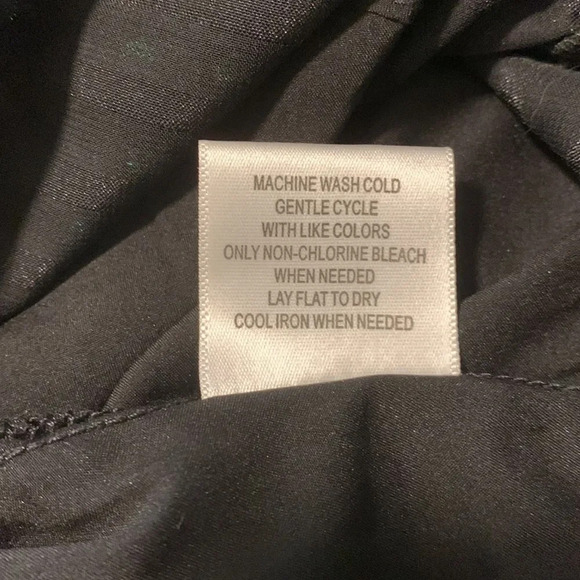 MACHINE WASH COLD
GENTLE CYCLE
WITH LIKE COLORS
ONLY NON-CHLORINE BLEACH
WHEN NEEDED
LAY FLAT TO DRY
COOL IRON WHEN NEEDED